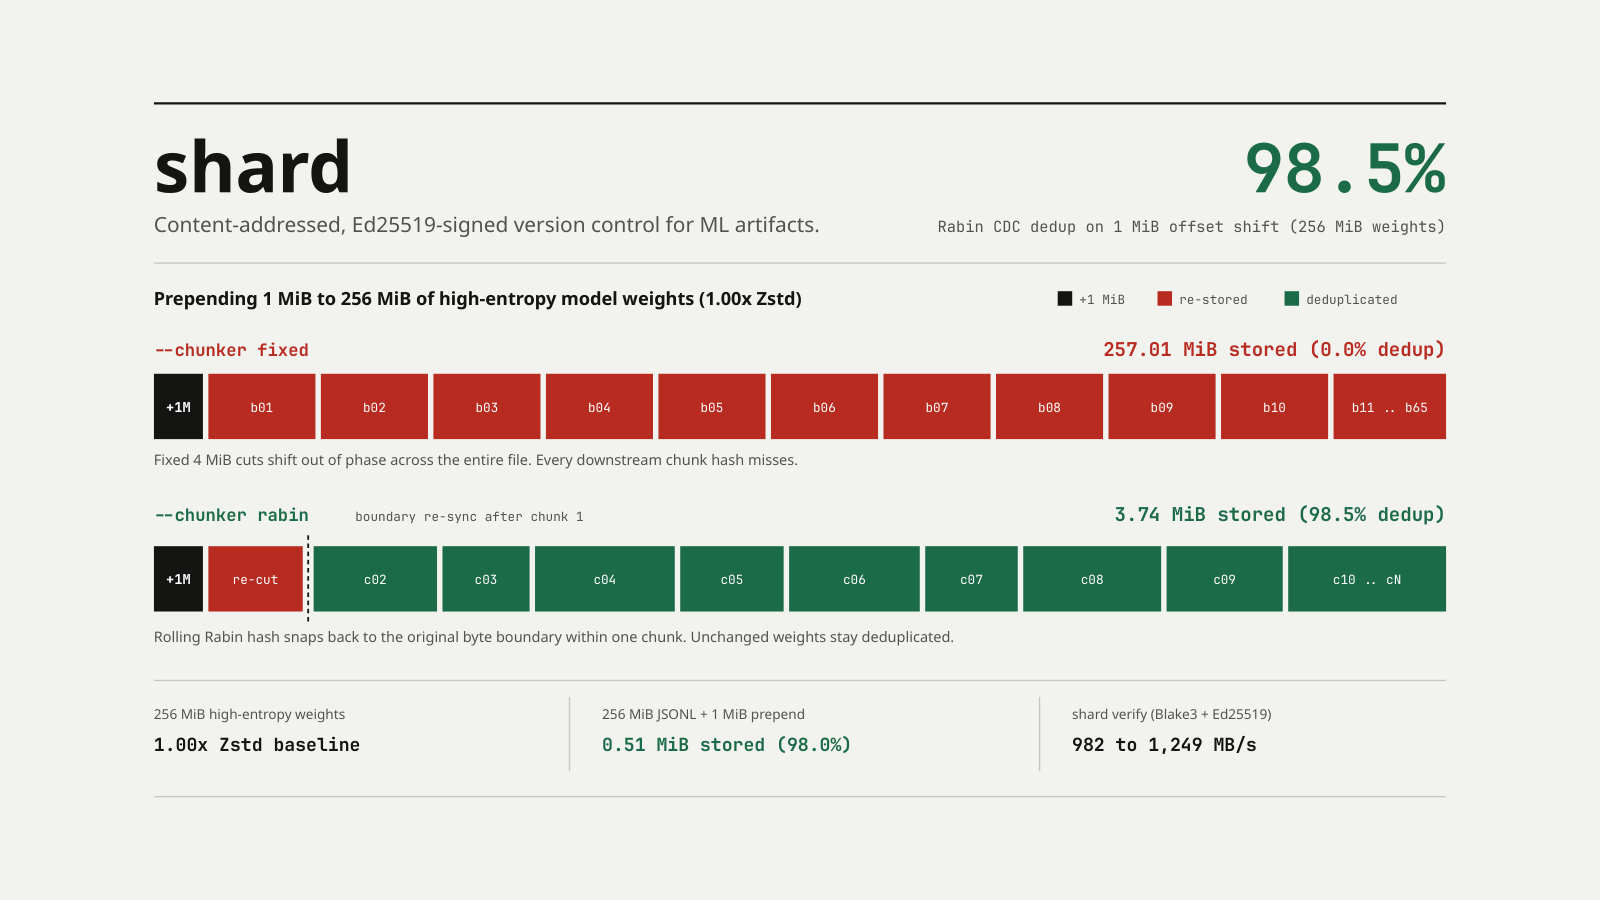 shard
98.5%
Content-addressed, Ed25519-signed version control for ML artifacts.
Rabin CDC dedup on 1 MiB offset shift (256 MiB weights)
Prepending 1 MiB to 256 MiB of high-entropy model weights (1.00x Zstd)
+1 MiB
re-stored
deduplicated
--chunker fixed
257.01 MiB stored (0.0% dedup)
+1M b01 b02 b03 b04 b05 b06 b07 b08 b09 b10 b11 .. b65
Fixed 4 MiB cuts shift out of phase across the entire file. Every downstream chunk hash misses.
--chunker rabin
boundary re-sync after chunk 1
3.74 MiB stored (98.5% dedup)
+1M re-cut c02 c03 c04 c05 c06 c07 c08 c09 c10 .. cN
Rolling Rabin hash snaps back to the original byte boundary within one chunk. Unchanged weights stay deduplicated.
256 MiB high-entropy weights
1.00x Zstd baseline
256 MiB JSONL + 1 MiB prepend
0.51 MiB stored (98.0%)
shard verify (Blake3 + Ed25519)
982 to 1,249 MB/s